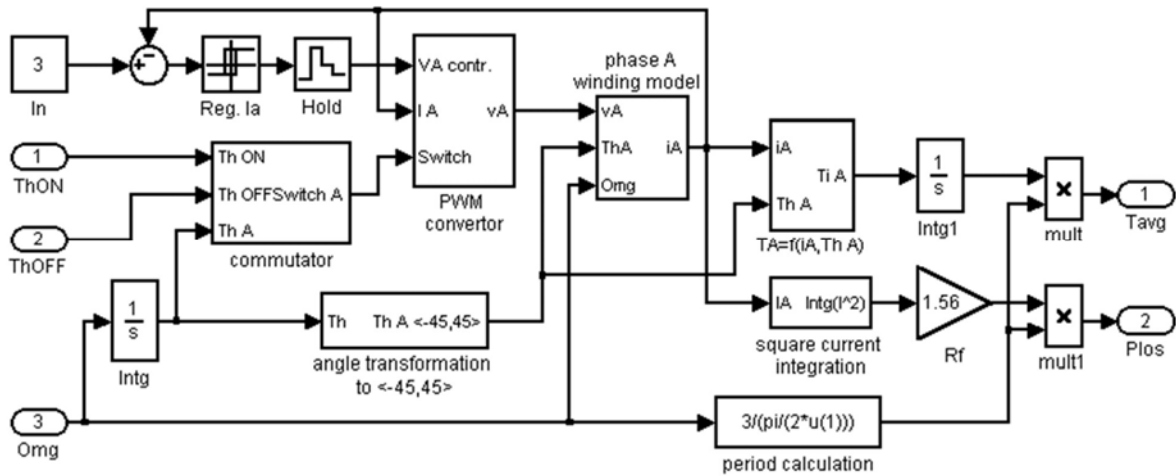 3
In
+
−
Reg. Ia
Hold
VA contr.
I A
vA
Switch
PWM
convertor
phase A
winding model
vA
ThA
iA
Omg
1
ThON
2
ThOFF
Th ON
Th OFFSwitch A
Th A
commutator
iA
Ti A
Th A
TA=f(iA,Th A)
1
s
Intg1
×
mult
1
Tavg
1
s
Intg
Th
Th A <-45,45>
angle transformation
to <-45,45>
IA
Intg(I^2)
square current
integration
1.56
Rf
×
mult1
2
Plos
3
Omg
3/(pi/(2*u(1)))
period calculation